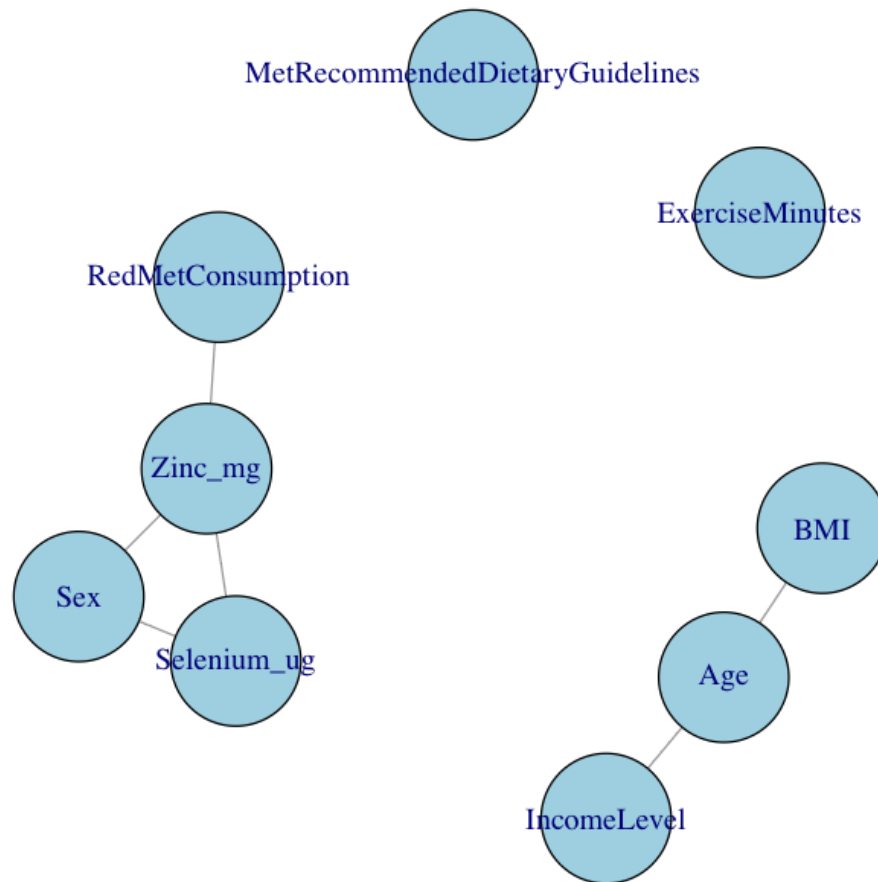 MetRecommendedDietaryGuidelines
ExerciseMinutes
RedMetConsumption
Zinc_mg
BMI
Sex
Selenium_ug
Age
IncomeLevel